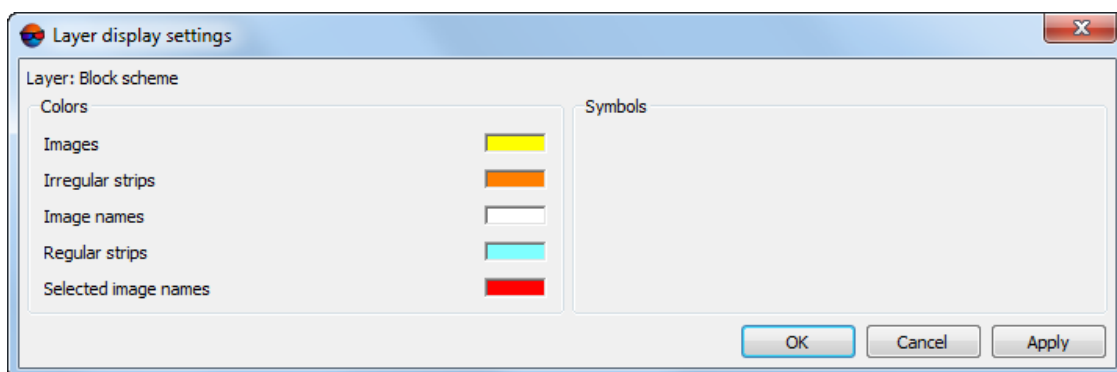 Layer display settings
Layer: Block scheme
Colors
Images
Irregular strips
Image names
Regular strips
Selected image names
Symbols
OK Cancel Apply